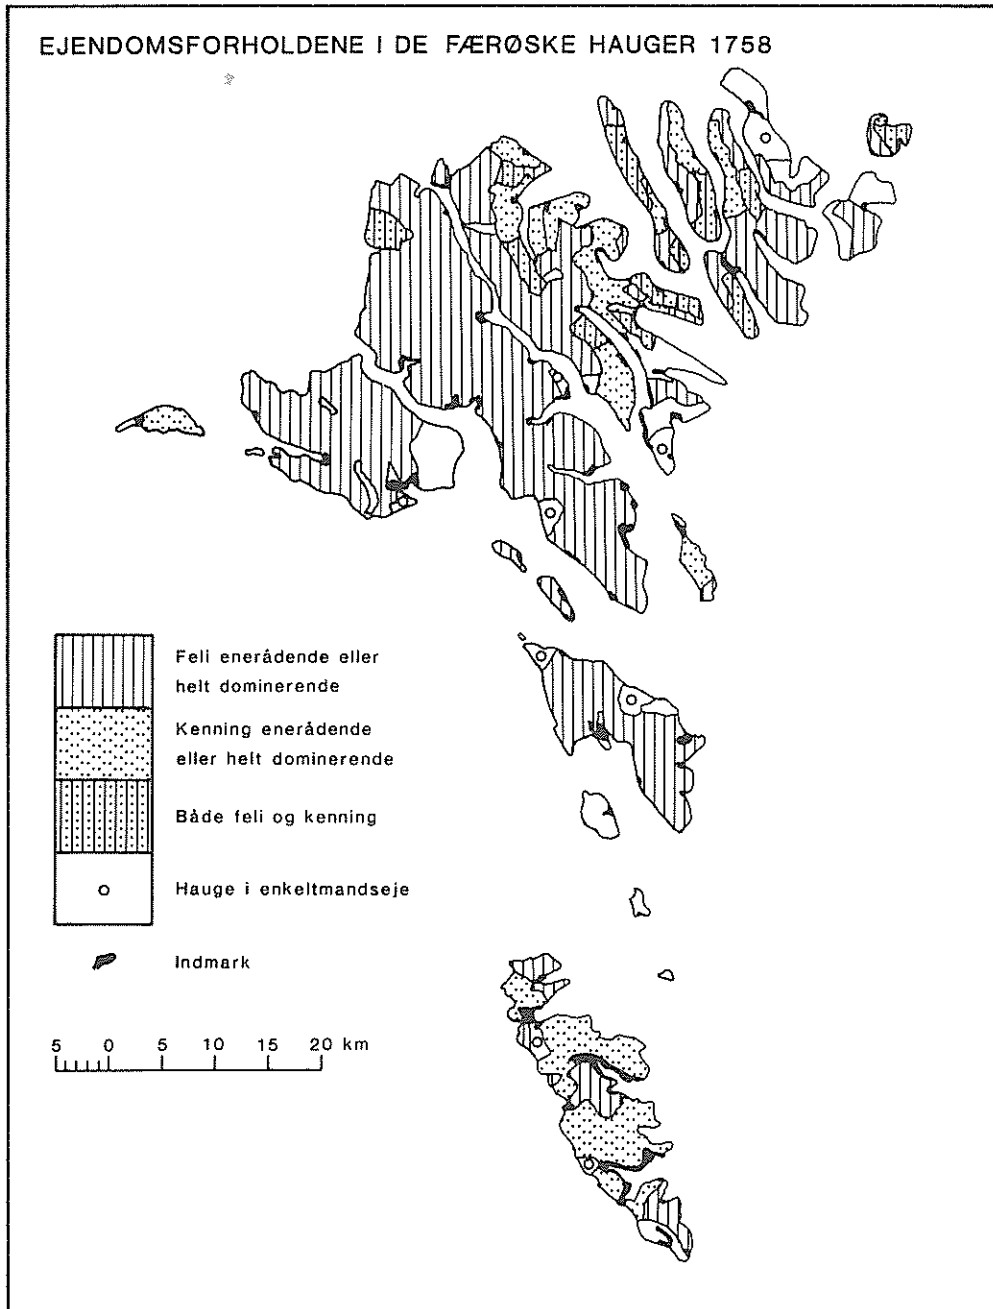 EJENDOMSFORHOLDENE I DE FÆRØSKE HAUGER 1758
Feli enerådende eller
helt dominerende
Kenning enerådende
eller helt dominerende
Både feli og kenning
Hauge i enkeltmandseje
Indmark
5 0 5 10 15 20 km